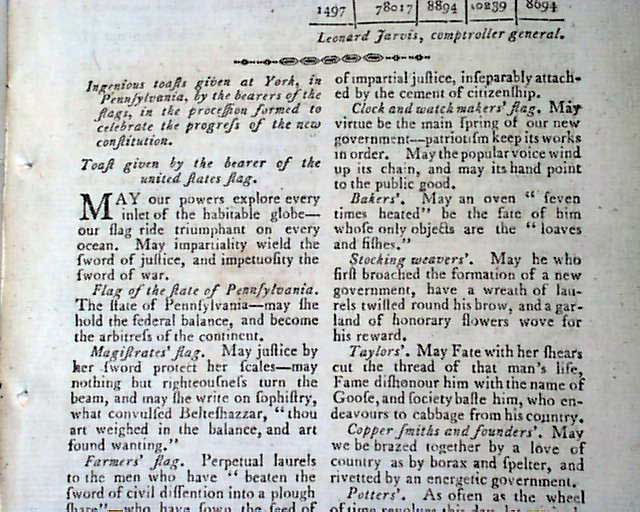 1497 78017 8894 10239 8694
Leonard Jarvis, comptroller general.
Ingenious toaſts given at York, in
Pennſylvania, by the bearers of the
flags, in the proceſſion formed to
celebrate the progreſs of the new
conſtitution.
Toaſt given by the bearer of the
united ſtates flag.
MAY our powers explore every
inlet of the habitable globe—
our flag ride triumphant on every
ocean. May impartiality wield the
ſword of juſtice, and impetuoſity the
ſword of war.
Flag of the ſtate of Pennſylvania.
The ſtate of Pennſylvania—may ſhe
hold the federal balance, and become
the arbitreſs of the continent.
Magiſtrates' flag. May juſtice by
her ſword protect her ſcales—may
nothing but righteouſneſs turn the
beam, and may ſhe write on ſophiſtry,
what convulſed Belteſhazzar, “thou
art weighed in the balance, and art
found wanting.”
Farmers' flag. Perpetual laurels
to the men who have “ beaten the
ſword of civil diſſention into a plough
ſhare”—who have ſown the ſeed of
of impartial juſtice, inſeparably attach-
ed by the cement of citizenſhip.
Clock and watch makers' flag. May
virtue be the main ſpring of our new
government—patriotiſm keep its works
in order. May the popular voice wind
up its chain, and may its hand point
to the public good.
Bakers'. May an oven “ ſeven
times heated” be the fate of him
whoſe only objects are the “ loaves
and fiſhes.”
Stocking weavers'. May he who
firſt broached the formation of a new
government, have a wreath of lau-
rels twiſted round his brow, and a gar-
land of honorary flowers wove for
his reward.
Taylors'. May Fate with her ſhears
cut the thread of that man's life,
Fame diſhonour him with the name of
Gooſe, and ſociety baſte him, who en-
deavours to cabbage from his country.
Copper ſmiths and founders'. May
we be brazed together by a love of
country as by borax and ſpelter, and
rivetted by an energetic government.
Potters'. As often as the wheel
of time revolves this day